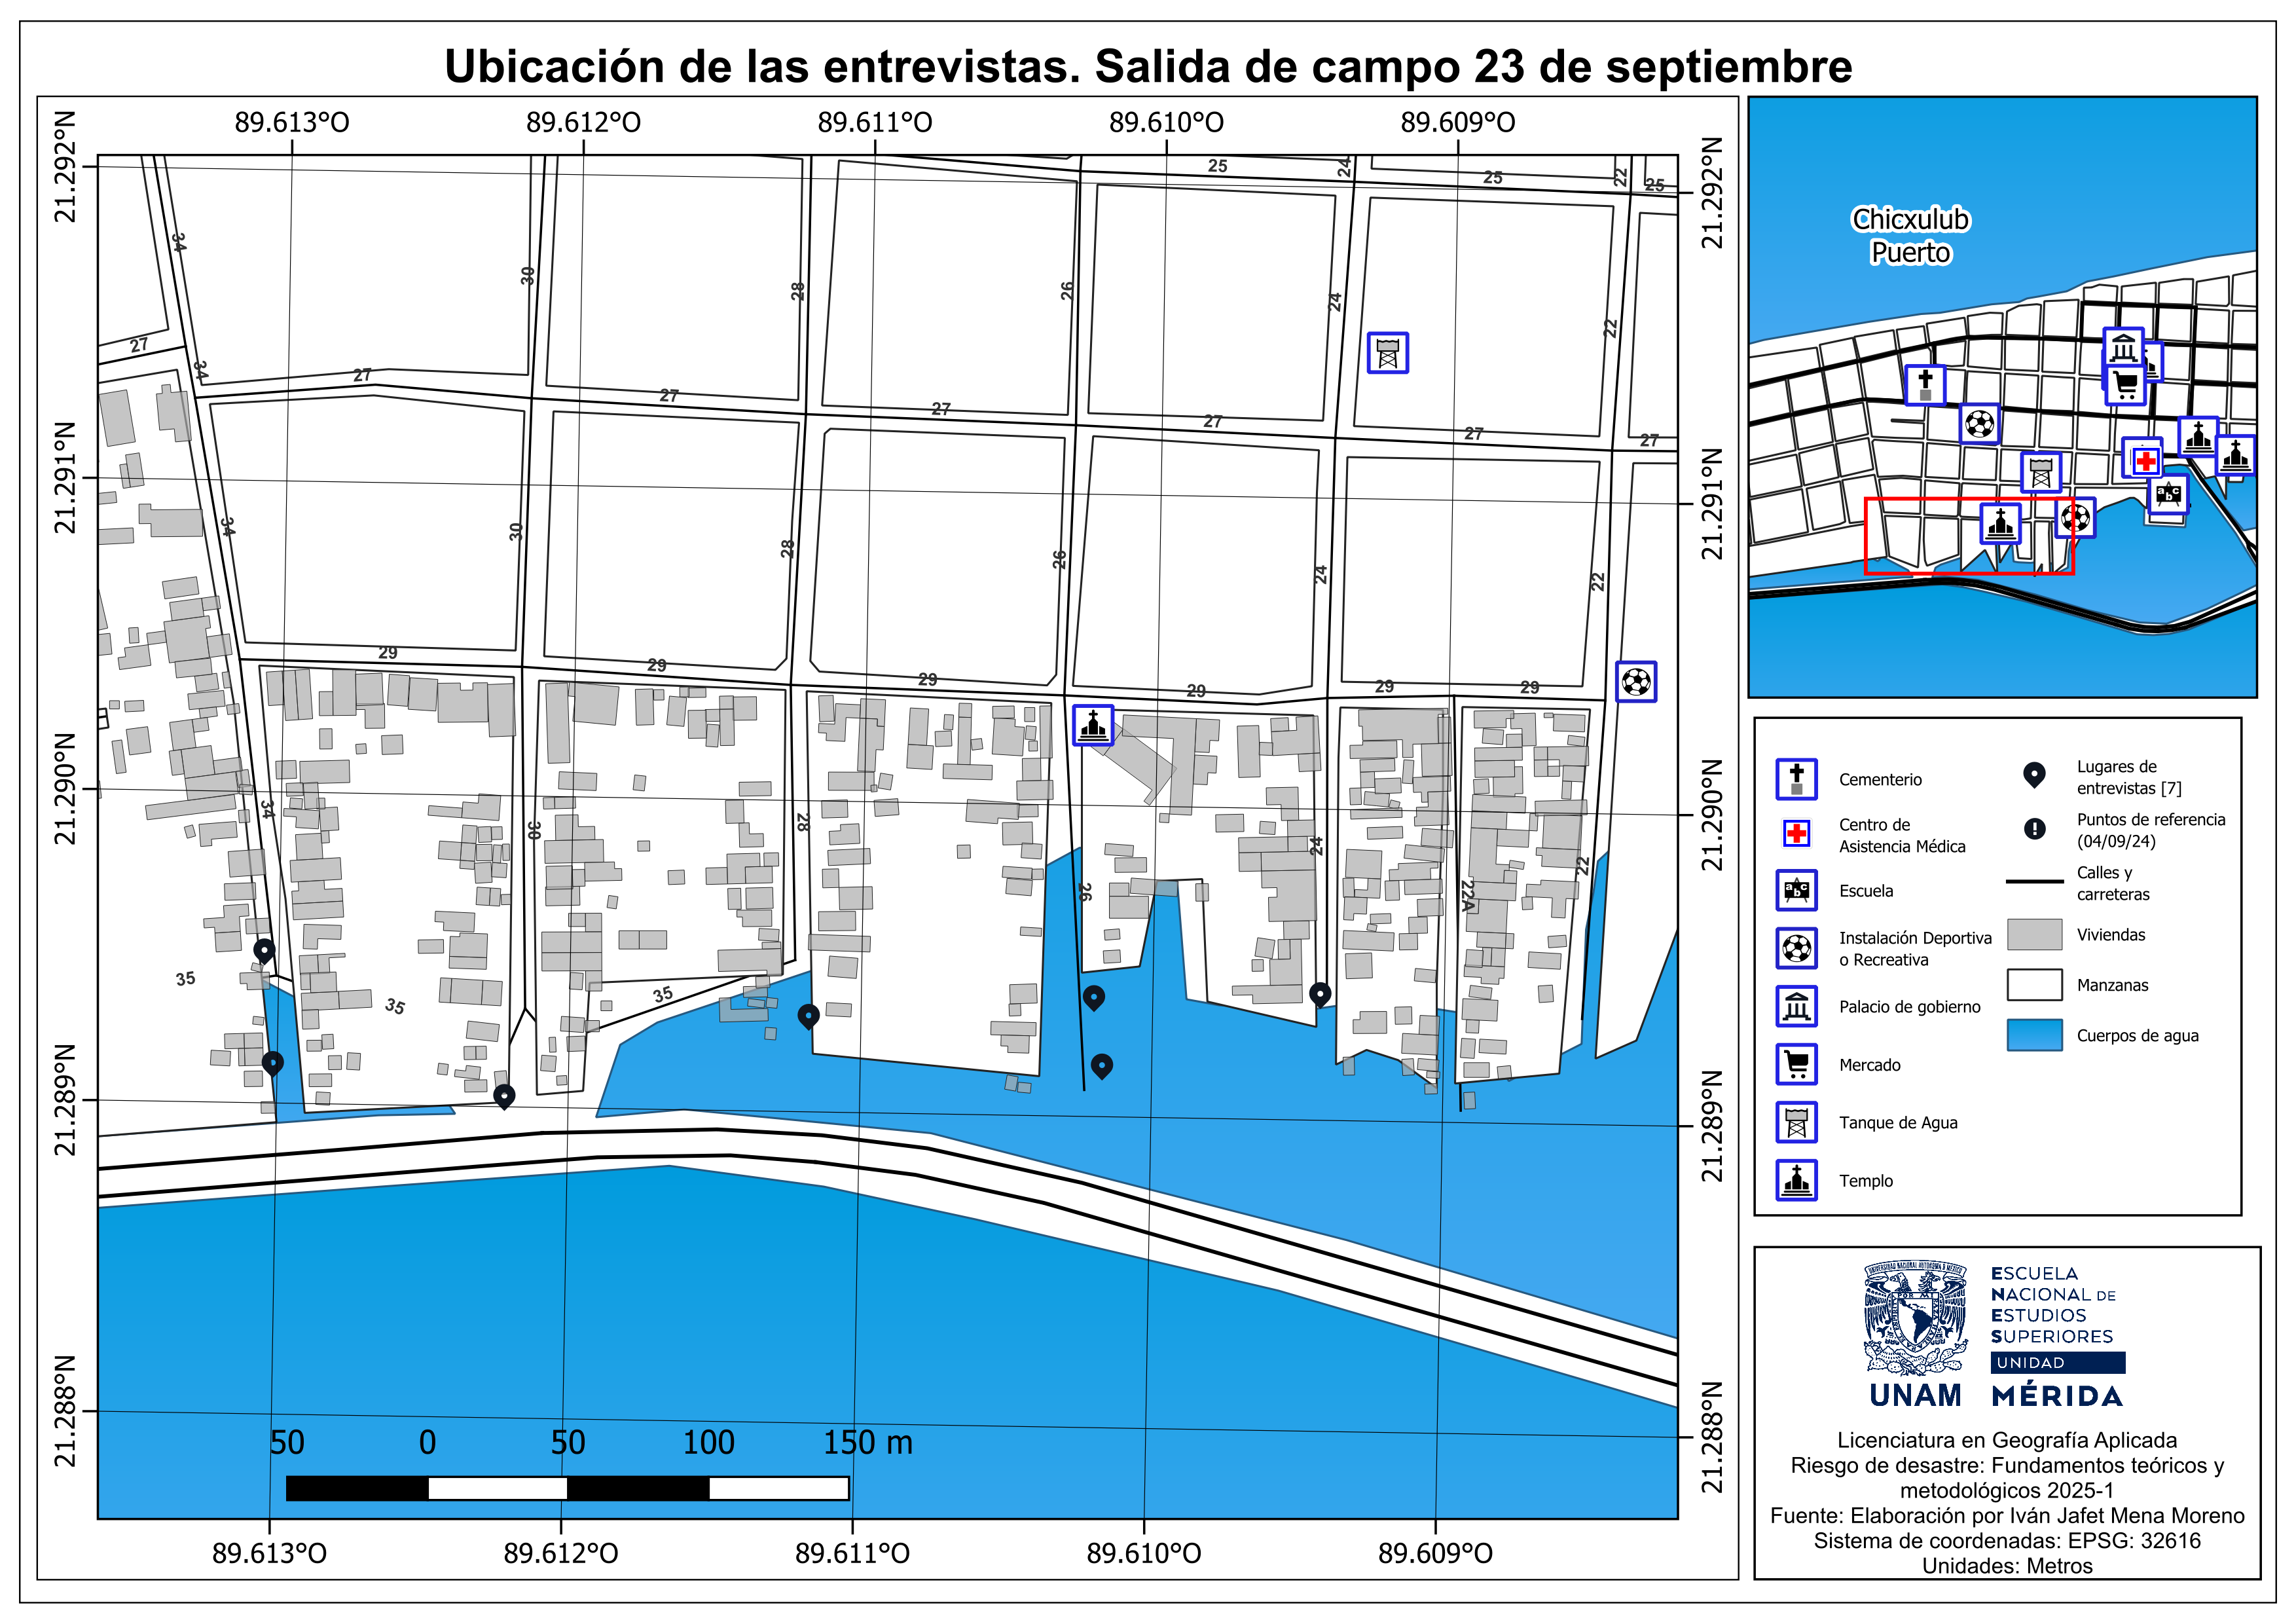 Ubicación de las entrevistas. Salida de campo 23 de septiembre
89.613°O 89.612°O 89.611°O 89.610°O 89.609°O
21.292°N
21.291°N
21.290°N
21.289°N
21.288°N
25 24 25 22 25
34 30 28 26 24 22
27 34 27 27 27 27 27 27
34 30 28 26 24 22
29 29 29 29 29 29
34 30 28 26 24 22A 22
35 35 35
50 0 50 100 150 m
21.292°N
21.291°N
21.290°N
21.289°N
21.288°N
89.613°O 89.612°O 89.611°O 89.610°O 89.609°O
Chicxulub
Puerto
abc
Cementerio
Centro de
Asistencia Médica
abc
Escuela
Instalación Deportiva
o Recreativa
Palacio de gobierno
Mercado
Tanque de Agua
Templo
Lugares de
entrevistas [7]
Puntos de referencia
(04/09/24)
Calles y
carreteras
Viviendas
Manzanas
Cuerpos de agua
UNAM
ESCUELA
NACIONAL DE
ESTUDIOS
SUPERIORES
UNIDAD
MÉRIDA
Licenciatura en Geografía Aplicada
Riesgo de desastre: Fundamentos teóricos y
metodológicos 2025-1
Fuente: Elaboración por Iván Jafet Mena Moreno
Sistema de coordenadas: EPSG: 32616
Unidades: Metros